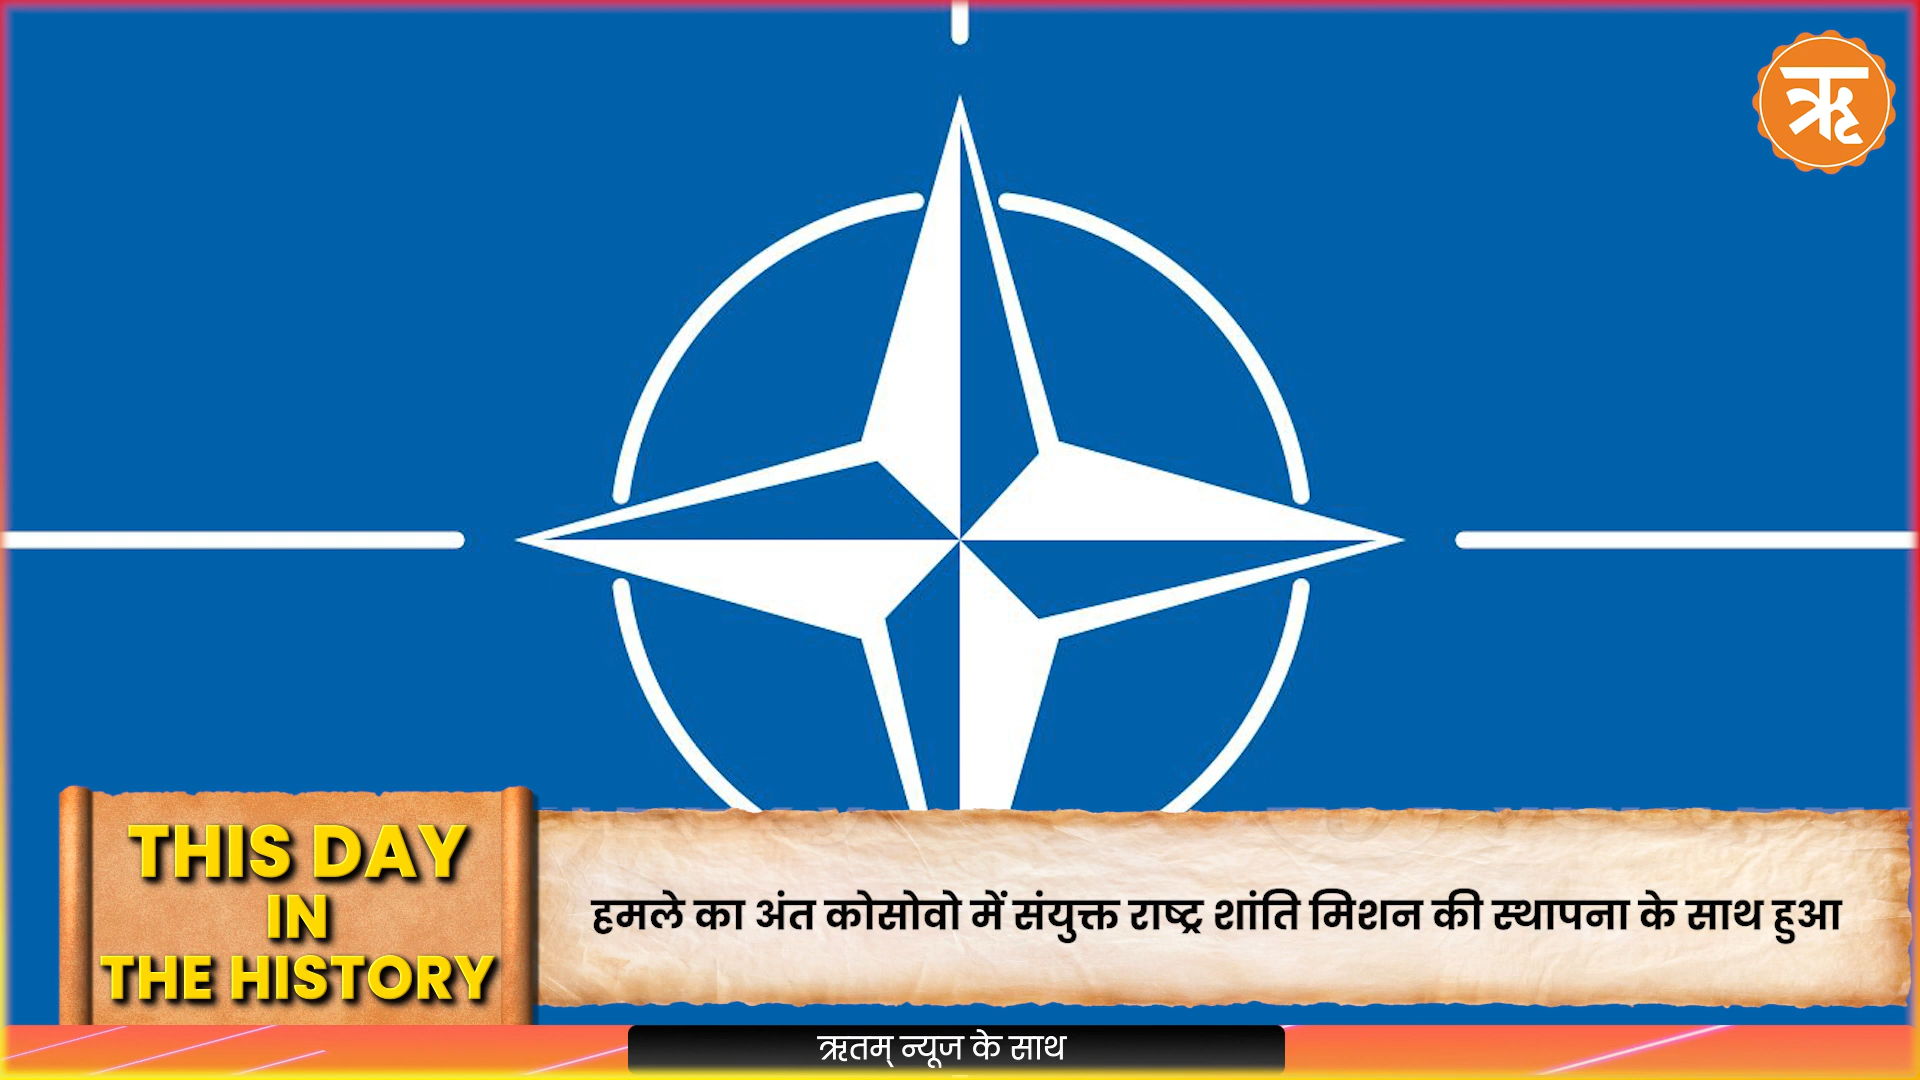 ऋ
THIS DAY
IN
THE HISTORY
हमले का अंत कोसोवो में संयुक्त राष्ट्र शांति मिशन की स्थापना के साथ हुआ
ऋतम् न्यूज के साथ